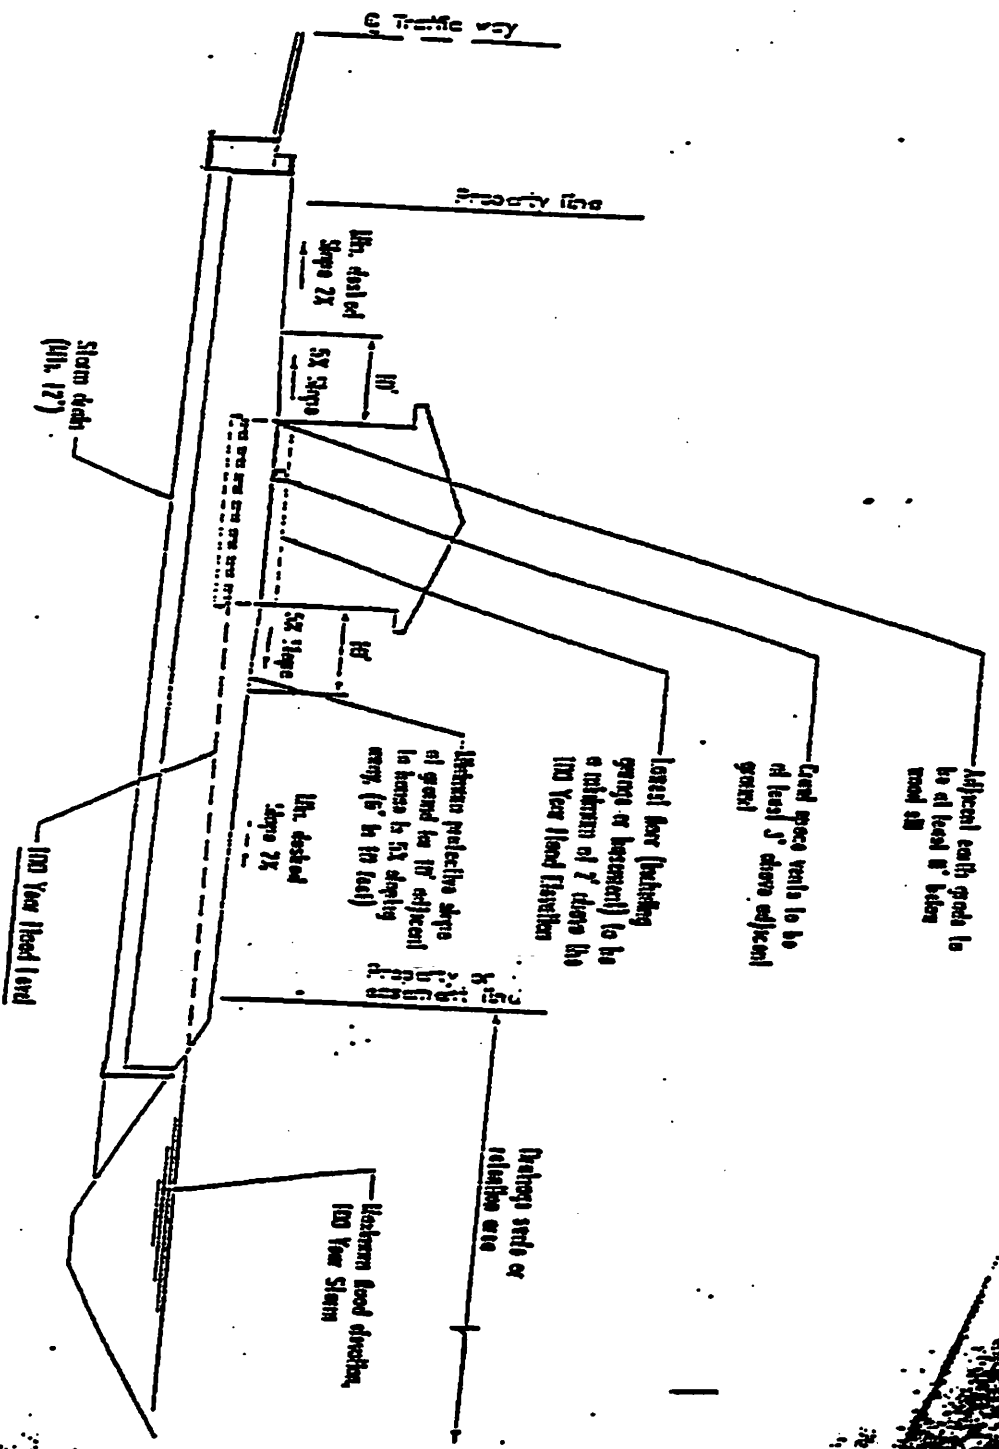 ℄ Traffic way
Property line
Min. desired
Slope 2%
5% Slope
10'
Storm drain
(Min. 12")
5% Slope
10'
Adjacent earth grade to
be at least 8" below
wood sill
Crawl space vents to be
at least 3" above adjacent
ground
Lowest floor (including
garage or basement) to be
a minimum of 2' above the
100 Year Flood Elevation
Minimum protective slope
of ground for 10' adjacent
to homes is 5% sloping
away. (6" in 10 feet)
Min. desired
Slope 2%
100 Year Flood Level
Drainage swale or
retention area
Maximum flood elevation,
100 Year Storm